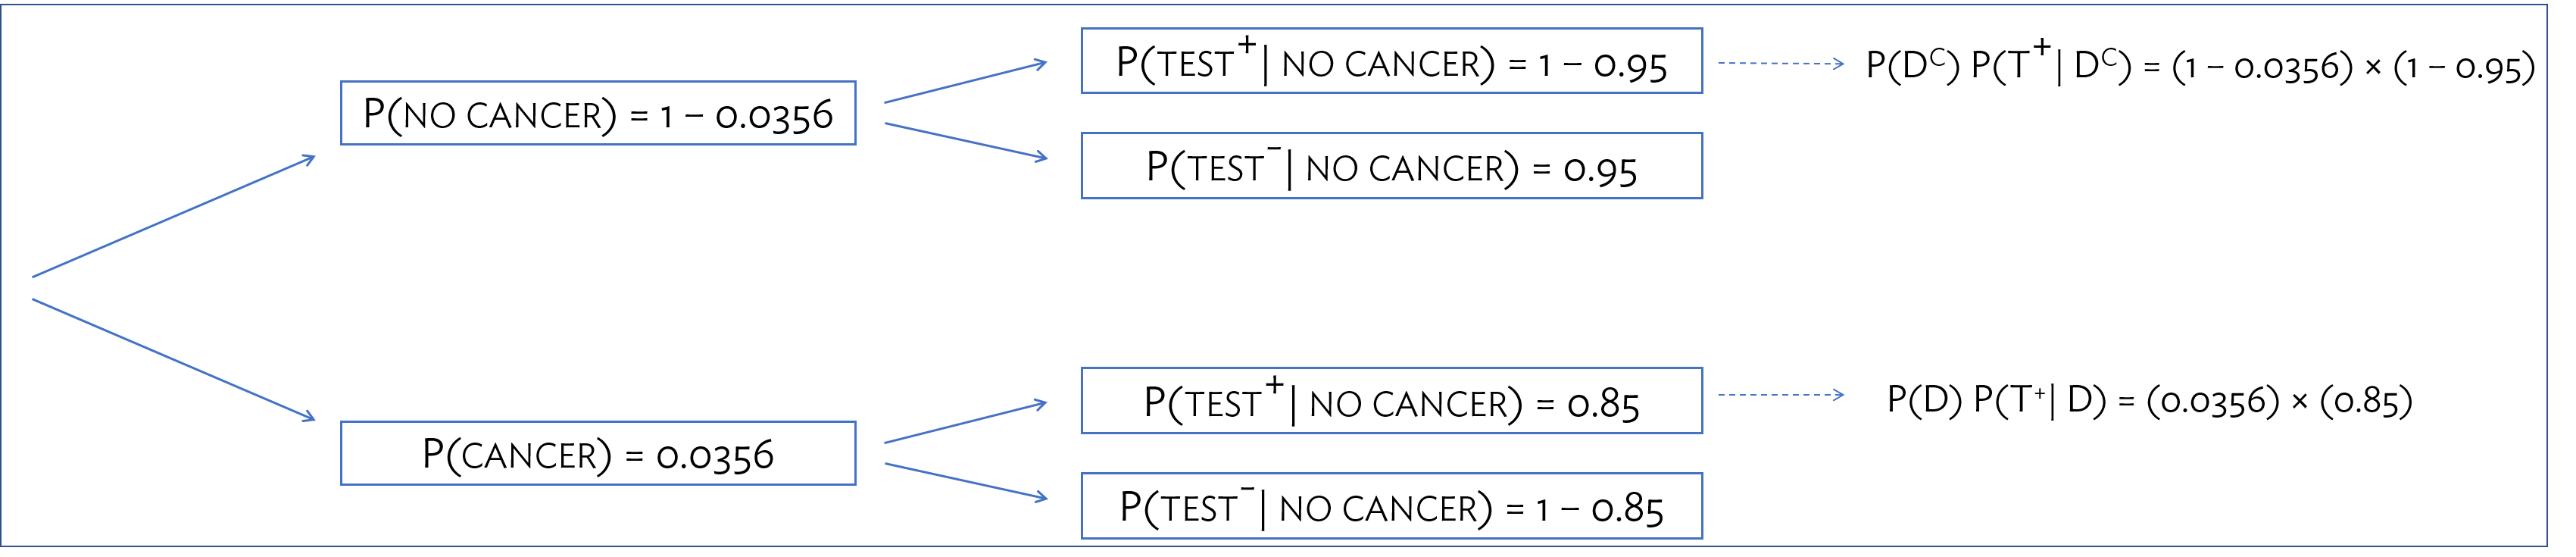 P(NO CANCER) = 1 – 0.0356
P(TEST⁺| NO CANCER) = 1 – 0.95
P(Dᶜ) P(T⁺| Dᶜ) = (1 – 0.0356) × (1 – 0.95)
P(TEST⁻| NO CANCER) = 0.95
P(CANCER) = 0.0356
P(TEST⁺| NO CANCER) = 0.85
P(D) P(T⁺| D) = (0.0356) × (0.85)
P(TEST⁻| NO CANCER) = 1 – 0.85